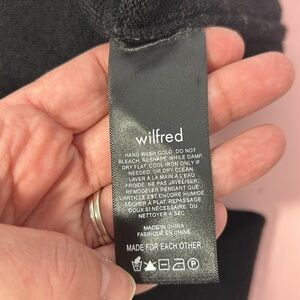 wilfred
HAND WASH COLD. DO NOT
BLEACH. RESHAPE WHILE DAMP.
DRY FLAT. COOL IRON ONLY IF
NEEDED. OR DRY CLEAN.
LAVER À LA MAIN À L'EAU
FROIDE. NE PAS JAVELISER.
REMODELER PENDANT QUE
L'ARTICLE EST ENCORE HUMIDE.
SÉCHER À PLAT. REPASSAGE
DOUX SI NÉCESSAIRE. OU
NETTOYER À SEC.
MADE IN CHINA
FABRIQUÉ EN CHINE
MADE FOR EACH OTHER